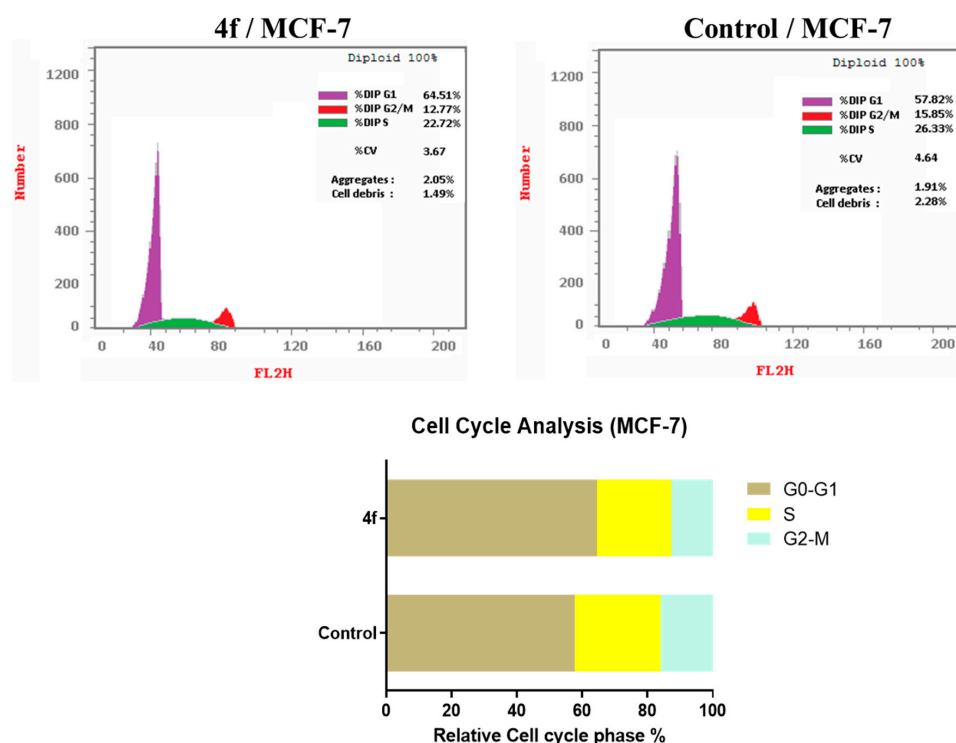 4f / MCF-7
Diploid 100%
%DIP G1 64.51%
%DIP G2/M 12.77%
%DIP S 22.72%
%CV 3.67
Aggregates : 2.05%
Cell debris : 1.49%
Number
1200
800
600
400
200
0
0 40 80 120 160 200
FL2H
Control / MCF-7
Diploid 100%
%DIP G1 57.82%
%DIP G2/M 15.85%
%DIP S 26.33%
%CV 4.64
Aggregates : 1.91%
Cell debris : 2.28%
Number
1200
800
600
400
200
0
0 40 80 120 160 200
FL2H
Cell Cycle Analysis (MCF-7)
4f
Control
G0-G1
S
G2-M
0 20 40 60 80 100
Relative Cell cycle phase %